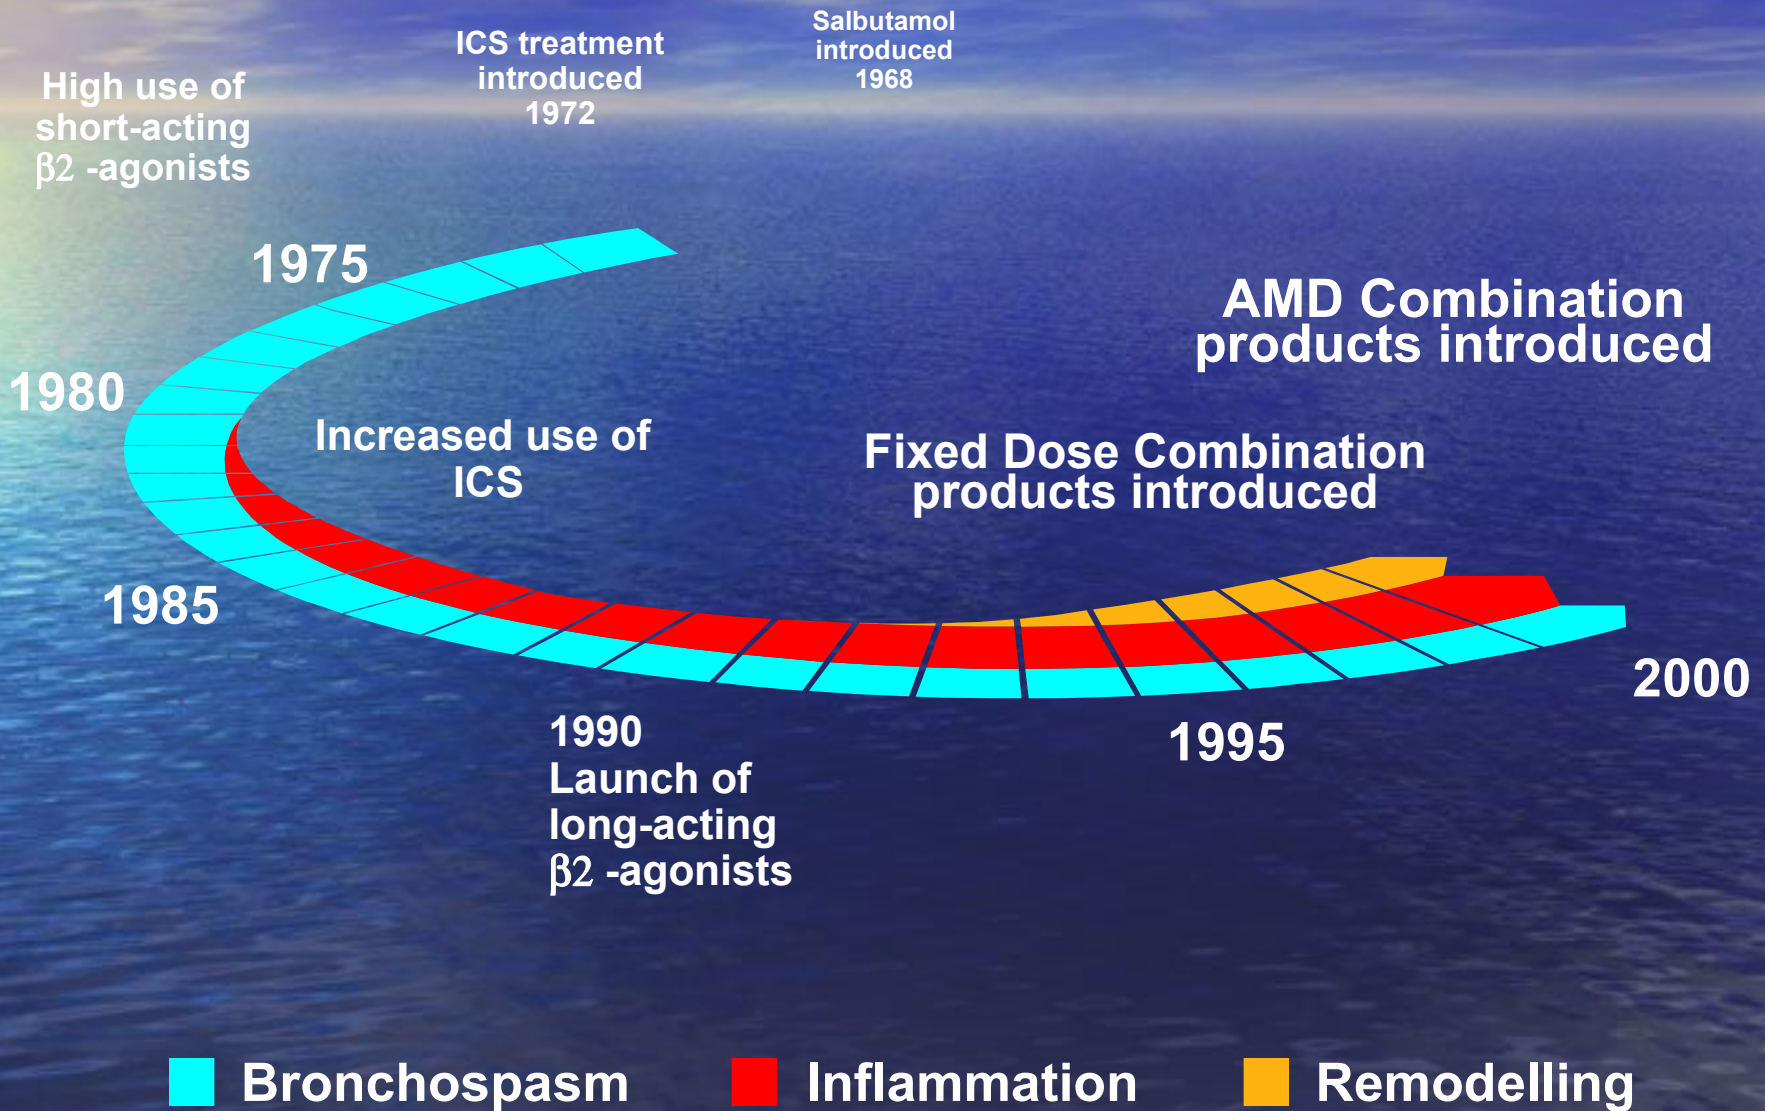 Salbutamol
introduced
1968
ICS treatment
introduced
1972
High use of
short-acting
β2 -agonists
1975
AMD Combination
products introduced
1980
Increased use of
ICS
Fixed Dose Combination
products introduced
1985
2000
1990
Launch of
long-acting
β2 -agonists
1995
Bronchospasm
Inflammation
Remodelling